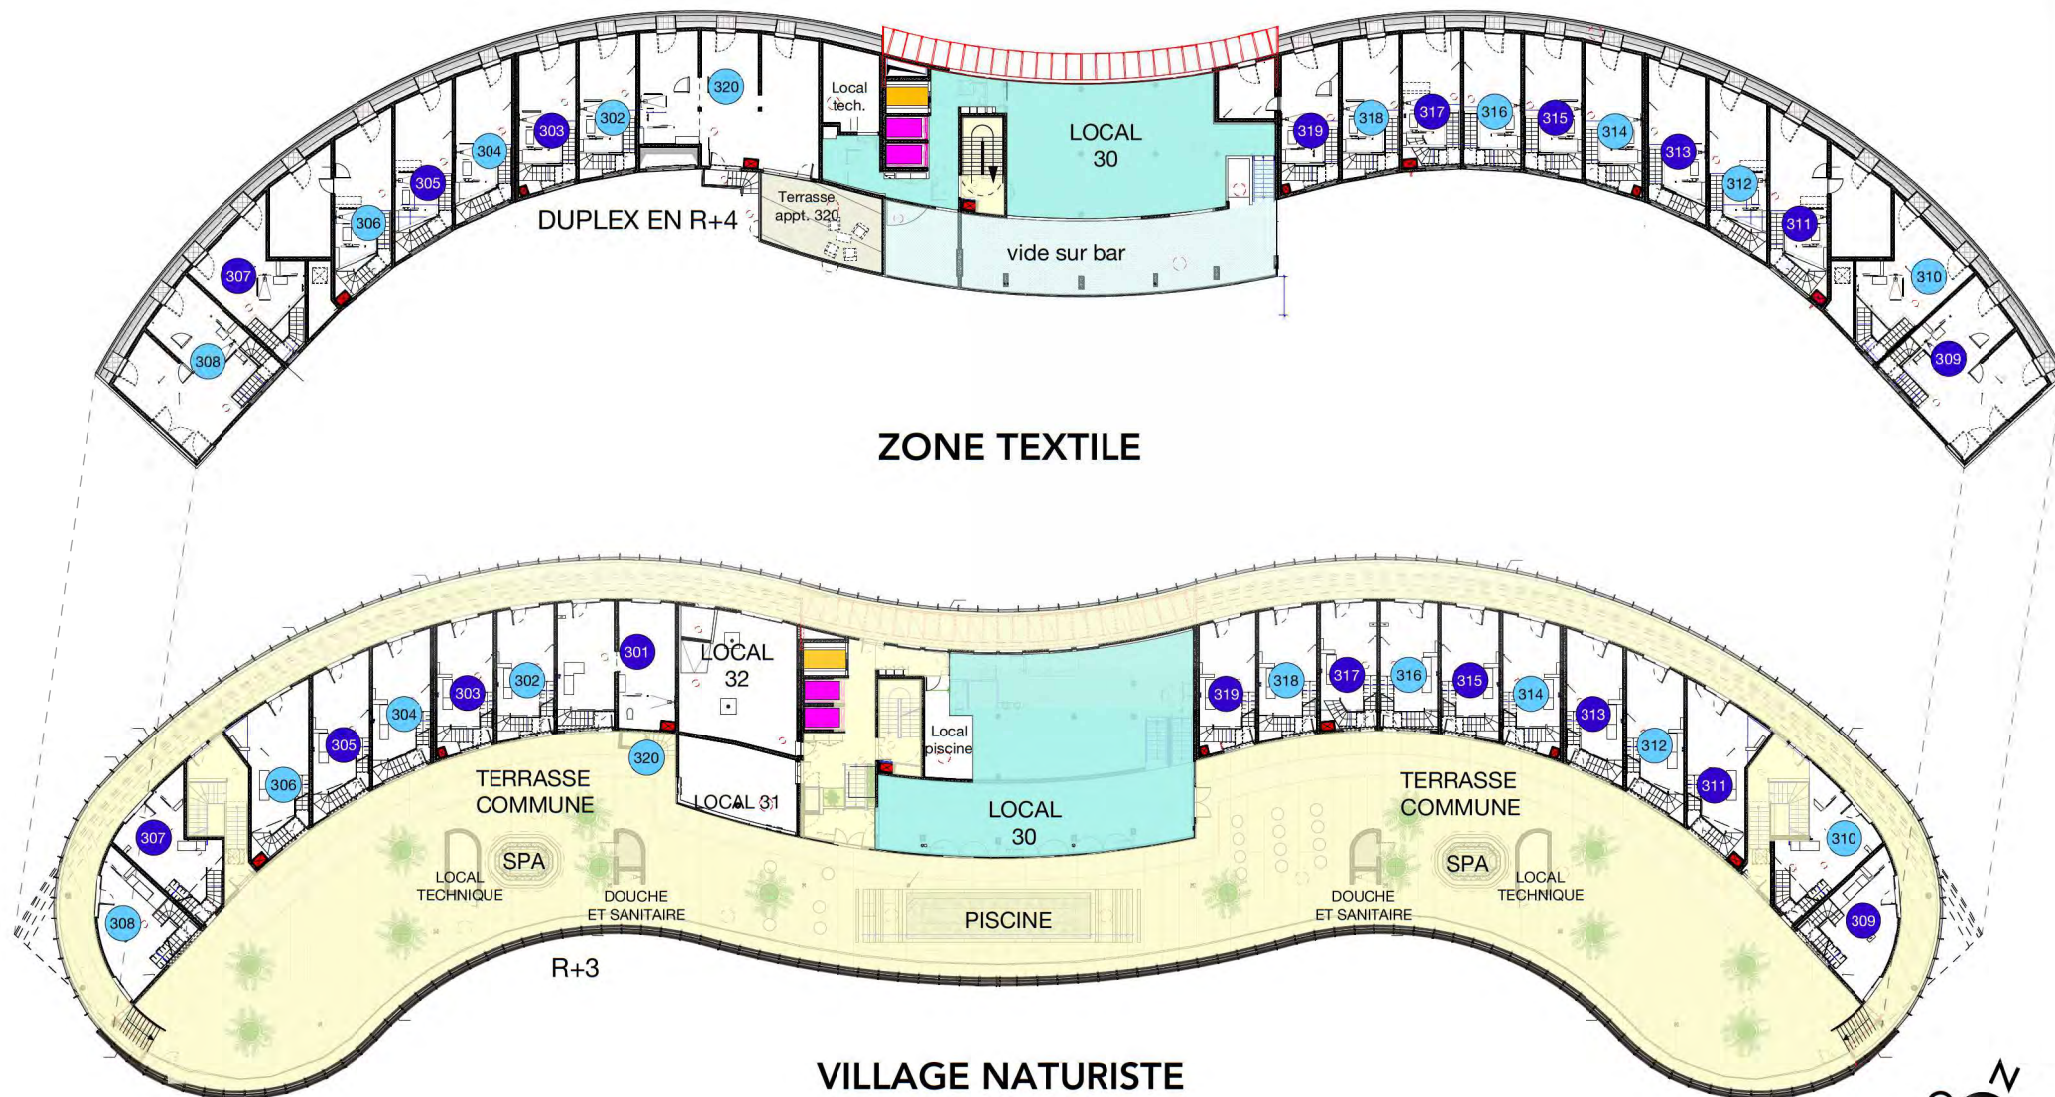 320
Local
tech.
LOCAL
30
302
303
304
305
306
307
308
319
318
317
316
315
314
313
312
311
310
309
DUPLEX EN R+4
Terrasse
appt. 320
vide sur bar
ZONE TEXTILE
301
LOCAL
32
302
303
304
305
306
307
308
320
LOCAL 31
Local
piscine
LOCAL
30
319
318
317
316
315
314
313
312
311
310
309
TERRASSE
COMMUNE
TERRASSE
COMMUNE
SPA
LOCAL
TECHNIQUE
DOUCHE
ET SANITAIRE
PISCINE
DOUCHE
ET SANITAIRE
SPA
LOCAL
TECHNIQUE
R+3
VILLAGE NATURISTE
N